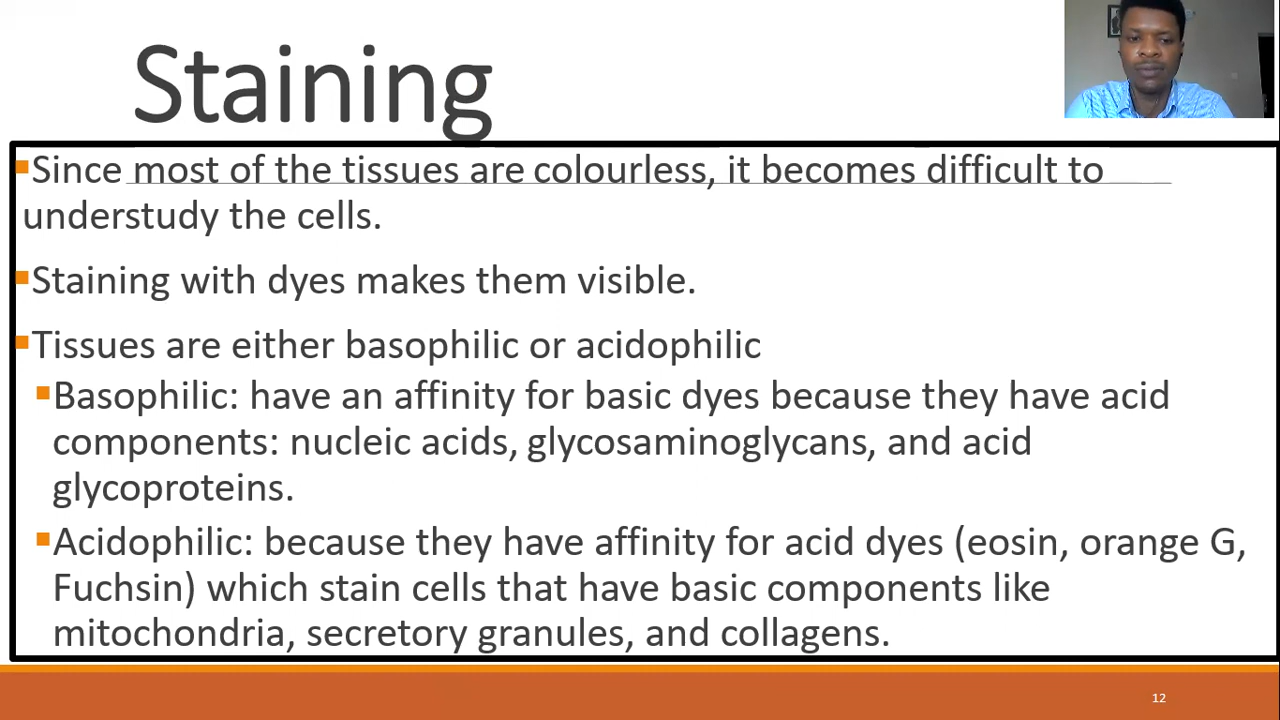 Staining
Since most of the tissues are colourless, it becomes difficult to
understudy the cells.
Staining with dyes makes them visible.
Tissues are either basophilic or acidophilic
Basophilic: have an affinity for basic dyes because they have acid
components: nucleic acids, glycosaminoglycans, and acid
glycoproteins.
Acidophilic: because they have affinity for acid dyes (eosin, orange G,
Fuchsin) which stain cells that have basic components like
mitochondria, secretory granules, and collagens.
12